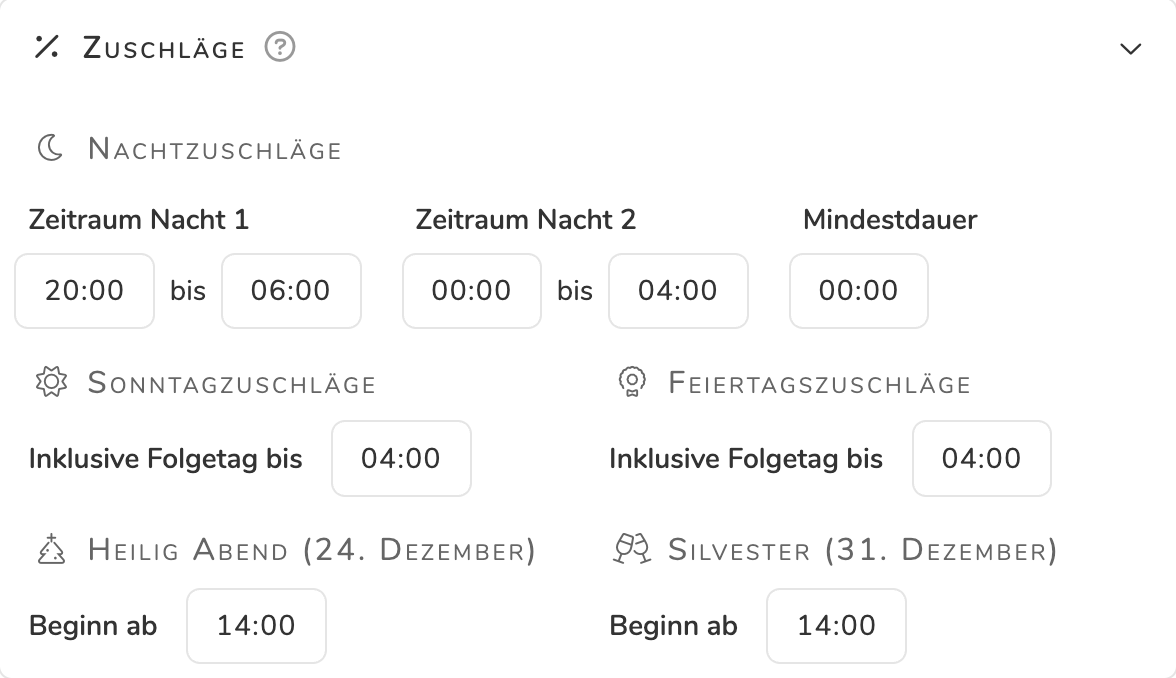 Zuschläge ?
Nachtzuschläge
Zeitraum Nacht 1 Zeitraum Nacht 2 Mindestdauer
20:00 bis 06:00 00:00 bis 04:00 00:00
Sonntagzuschläge Feiertagszuschläge
Inklusive Folgetag bis 04:00 Inklusive Folgetag bis 04:00
Heilig Abend (24. Dezember) Silvester (31. Dezember)
Beginn ab 14:00 Beginn ab 14:00